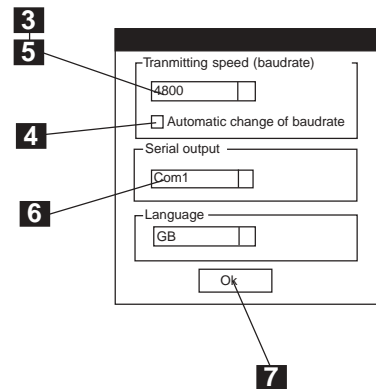 3
5
Tranmitting speed (baudrate)
4800
4
Automatic change of baudrate
Serial output
Com1
6
Language
GB
Ok
7